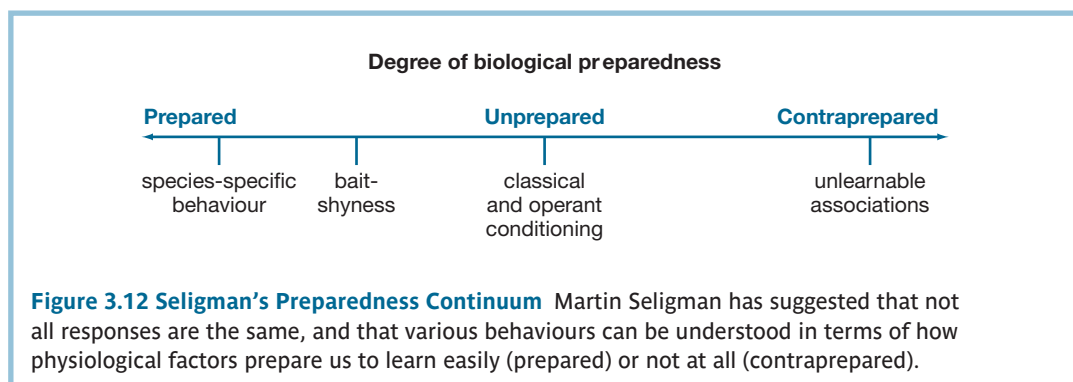 Degree of biological preparedness
Prepared Unprepared Contraprepared
species-specific bait- classical unlearnable
behaviour shyness and operant associations
conditioning
Figure 3.12 Seligman’s Preparedness Continuum Martin Seligman has suggested that not
all responses are the same, and that various behaviours can be understood in terms of how
physiological factors prepare us to learn easily (prepared) or not at all (contraprepared).